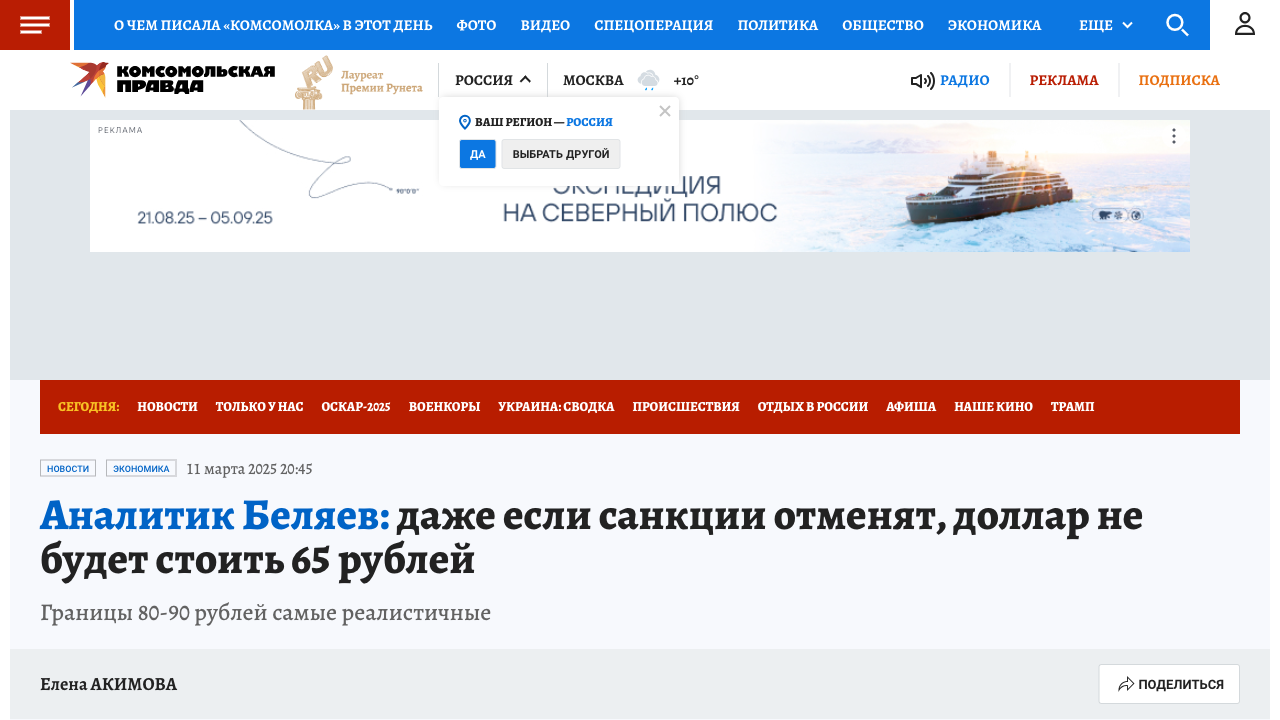 О ЧЕМ ПИСАЛА «КОМСОМОЛКА» В ЭТОТ ДЕНЬ ФОТО ВИДЕО СПЕЦОПЕРАЦИЯ ПОЛИТИКА ОБЩЕСТВО ЭКОНОМИКА ЕЩЕ
КОМСОМОЛЬСКАЯ
ПРАВДА
.RU
Лауреат
Премии Рунета
РОССИЯ МОСКВА +10° РАДИО РЕКЛАМА ПОДПИСКА
ВАШ РЕГИОН — РОССИЯ
ДА ВЫБРАТЬ ДРУГОЙ
РЕКЛАМА
90°0'0"
ЭКСПЕДИЦИЯ
НА СЕВЕРНЫЙ ПОЛЮС
21.08.25 – 05.09.25
СЕГОДНЯ: НОВОСТИ ТОЛЬКО У НАС ОСКАР-2025 ВОЕНКОРЫ УКРАИНА: СВОДКА ПРОИСШЕСТВИЯ ОТДЫХ В РОССИИ АФИША НАШЕ КИНО ТРАМП
НОВОСТИ ЭКОНОМИКА 11 марта 2025 20:45
Аналитик Беляев: даже если санкции отменят, доллар не
будет стоить 65 рублей
Границы 80-90 рублей самые реалистичные
Елена АКИМОВА ПОДЕЛИТЬСЯ